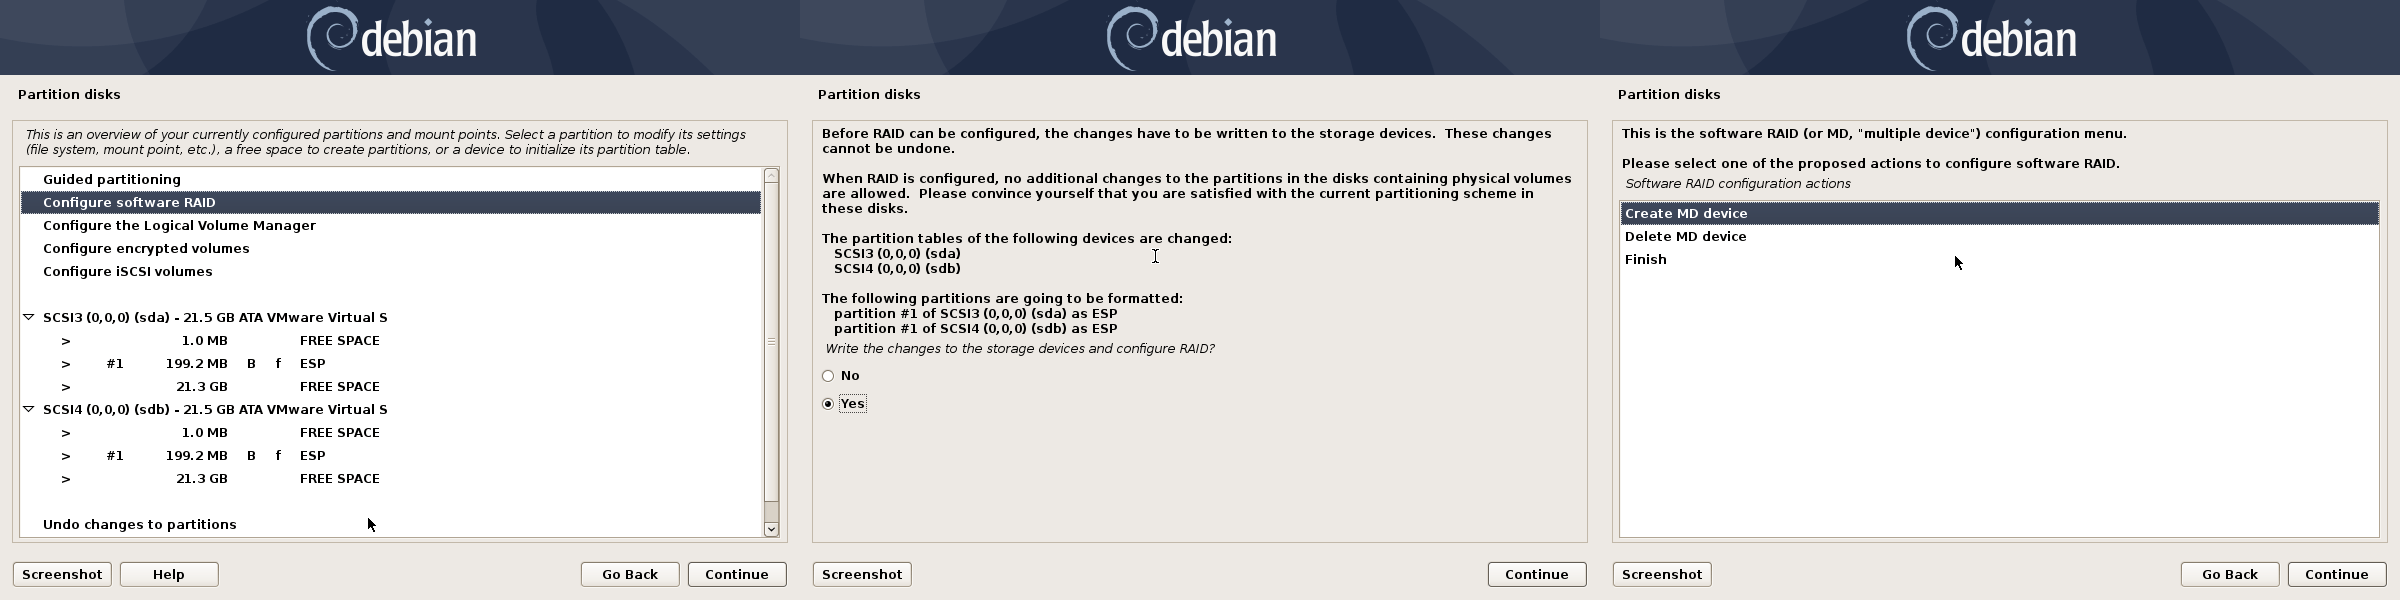 debian
Partition disks
This is an overview of your currently configured partitions and mount points. Select a partition to modify its settings
(file system, mount point, etc.), a free space to create partitions, or a device to initialize its partition table.
Guided partitioning
Configure software RAID
Configure the Logical Volume Manager
Configure encrypted volumes
Configure iSCSI volumes
SCSI3 (0,0,0) (sda) - 21.5 GB ATA VMware Virtual S
> 1.0 MB FREE SPACE
> #1 199.2 MB B f ESP
> 21.3 GB FREE SPACE
SCSI4 (0,0,0) (sdb) - 21.5 GB ATA VMware Virtual S
> 1.0 MB FREE SPACE
> #1 199.2 MB B f ESP
> 21.3 GB FREE SPACE
Undo changes to partitions
Screenshot Help Go Back Continue
debian
Partition disks
Before RAID can be configured, the changes have to be written to the storage devices. These changes
cannot be undone.
When RAID is configured, no additional changes to the partitions in the disks containing physical volumes
are allowed. Please convince yourself that you are satisfied with the current partitioning scheme in
these disks.
The partition tables of the following devices are changed:
SCSI3 (0,0,0) (sda)
SCSI4 (0,0,0) (sdb)
The following partitions are going to be formatted:
partition #1 of SCSI3 (0,0,0) (sda) as ESP
partition #1 of SCSI4 (0,0,0) (sdb) as ESP
Write the changes to the storage devices and configure RAID?
No
Yes
Screenshot Continue
debian
Partition disks
This is the software RAID (or MD, "multiple device") configuration menu.
Please select one of the proposed actions to configure software RAID.
Software RAID configuration actions
Create MD device
Delete MD device
Finish
Screenshot Go Back Continue